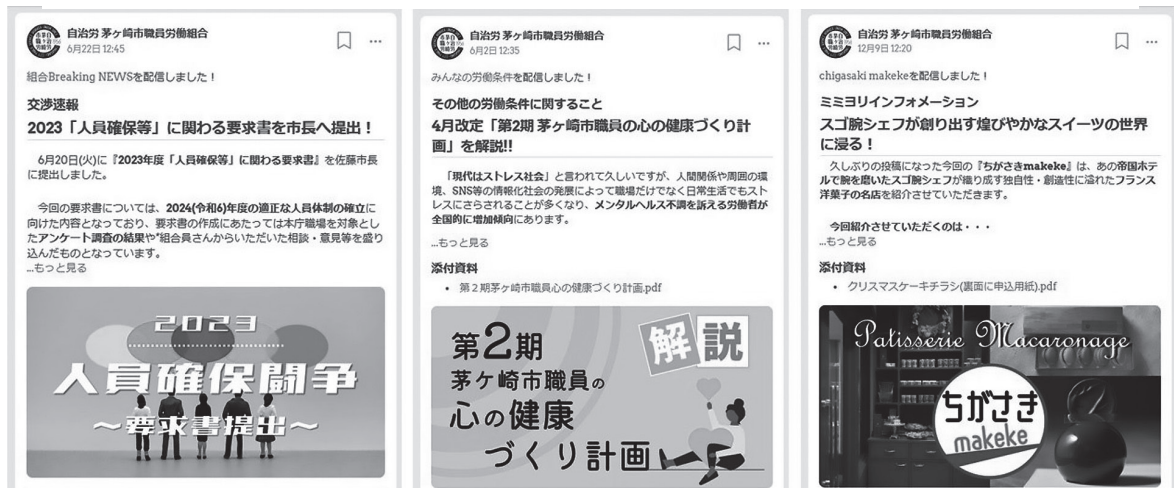 自治労 茅ヶ崎市職員労働組合
6月22日 12:45
組合Breaking NEWSを配信しました！
交渉速報
2023「人員確保等」に関わる要求書を市長へ提出！
6月20日(火)に『2023年度「人員確保等」に関わる要求書』を佐藤市長
に提出しました。
今回の要求書については、2024(令和6)年度の適正な人員体制の確立に
向けた内容となっており、要求書の作成にあたっては本庁職場を対象とし
たアンケート調査の結果や"組合員さんからいただいた相談・意見等を盛り
込んだものとなっています。
...もっと見る
2023
人員確保闘争
～要求書提出～
自治労 茅ヶ崎市職員労働組合
6月2日 12:35
みんなの労働条件を配信しました！
その他の労働条件に関すること
4月改定「第2期 茅ヶ崎市職員の心の健康づくり計
画」を解説!!
「現代はストレス社会」と言われて久しいですが、人間関係や周囲の環
境、SNS等の情報化社会の発展によって職場だけでなく日常生活でもスト
レスにさらされることが多くなり、メンタルヘルス不調を訴える労働者が
全国的に増加傾向にあります。
...もっと見る
添付資料
• 第２期茅ヶ崎市職員心の健康づくり計画.pdf
第2期
解説
茅ケ崎市職員の
心の健康
づくり計画
自治労 茅ヶ崎市職員労働組合
12月9日 12:20
chigasaki makekeを配信しました！
ミミヨリインフォメーション
スゴ腕シェフが創り出す煌びやかなスイーツの世界
に浸る！
久しぶりの投稿になった今回の『ちがさきmakeke』は、あの帝国ホテ
ルで腕を磨いたスゴ腕シェフが織り成す独自性・創造性に溢れたフランス
洋菓子の名店を紹介させていただきます。
今回紹介させていただくのは・・・
...もっと見る
添付資料
• クリスマスケーキチラシ(裏面に申込用紙).pdf
Patisserie Macaronage
ちがさき
makeke